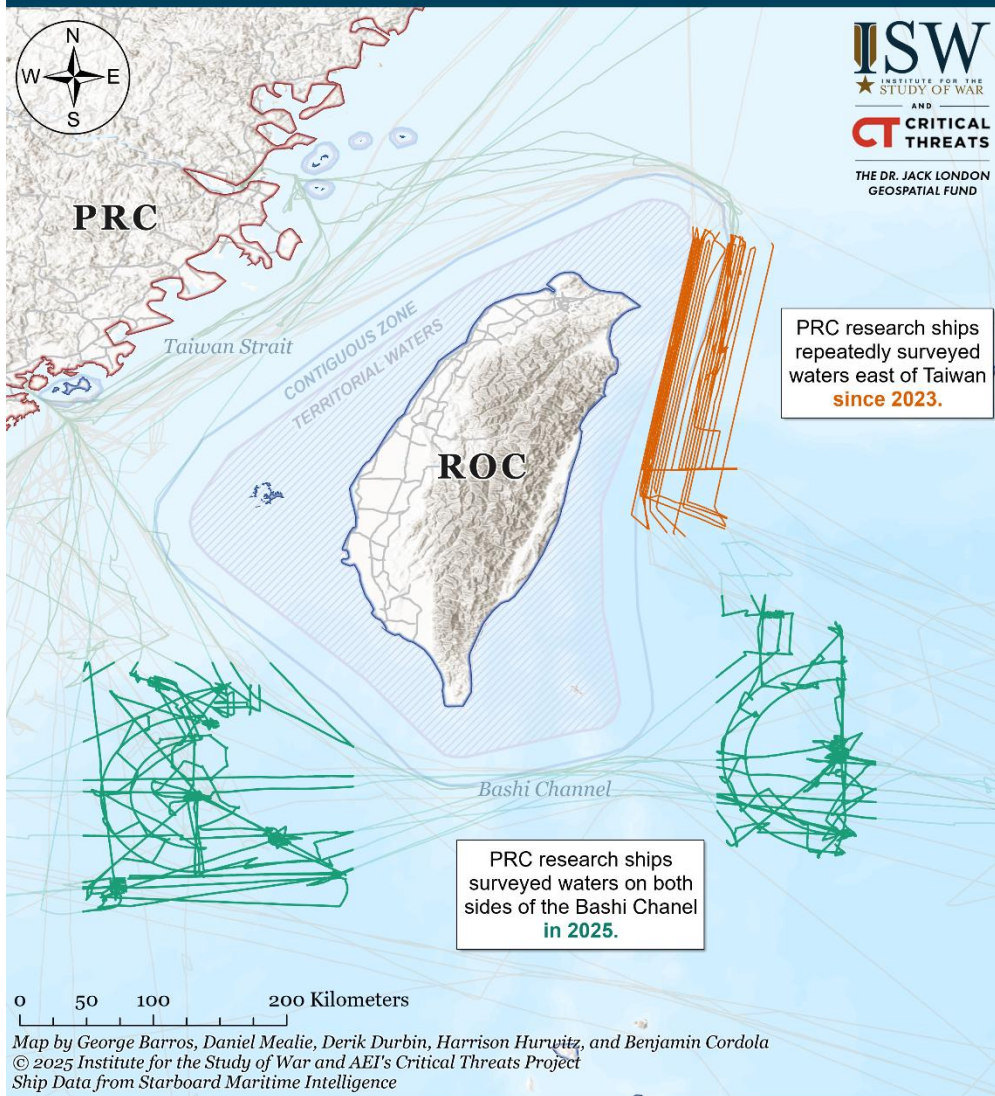 N
W
E
S
ISW
INSTITUTE FOR THE
STUDY OF WAR
AND
CT CRITICAL
THREATS
THE DR. JACK LONDON
GEOSPATIAL FUND
PRC
Taiwan Strait
CONTIGUOUS ZONE
TERRITORIAL WATERS
PRC research ships
repeatedly surveyed
waters east of Taiwan
since 2023.
ROC
Bashi Channel
PRC research ships
surveyed waters on both
sides of the Bashi Chanel
in 2025.
0 50 100 200 Kilometers
Map by George Barros, Daniel Mealie, Derik Durbin, Harrison Hurwitz, and Benjamin Cordola
© 2025 Institute for the Study of War and AEI's Critical Threats Project
Ship Data from Starboard Maritime Intelligence